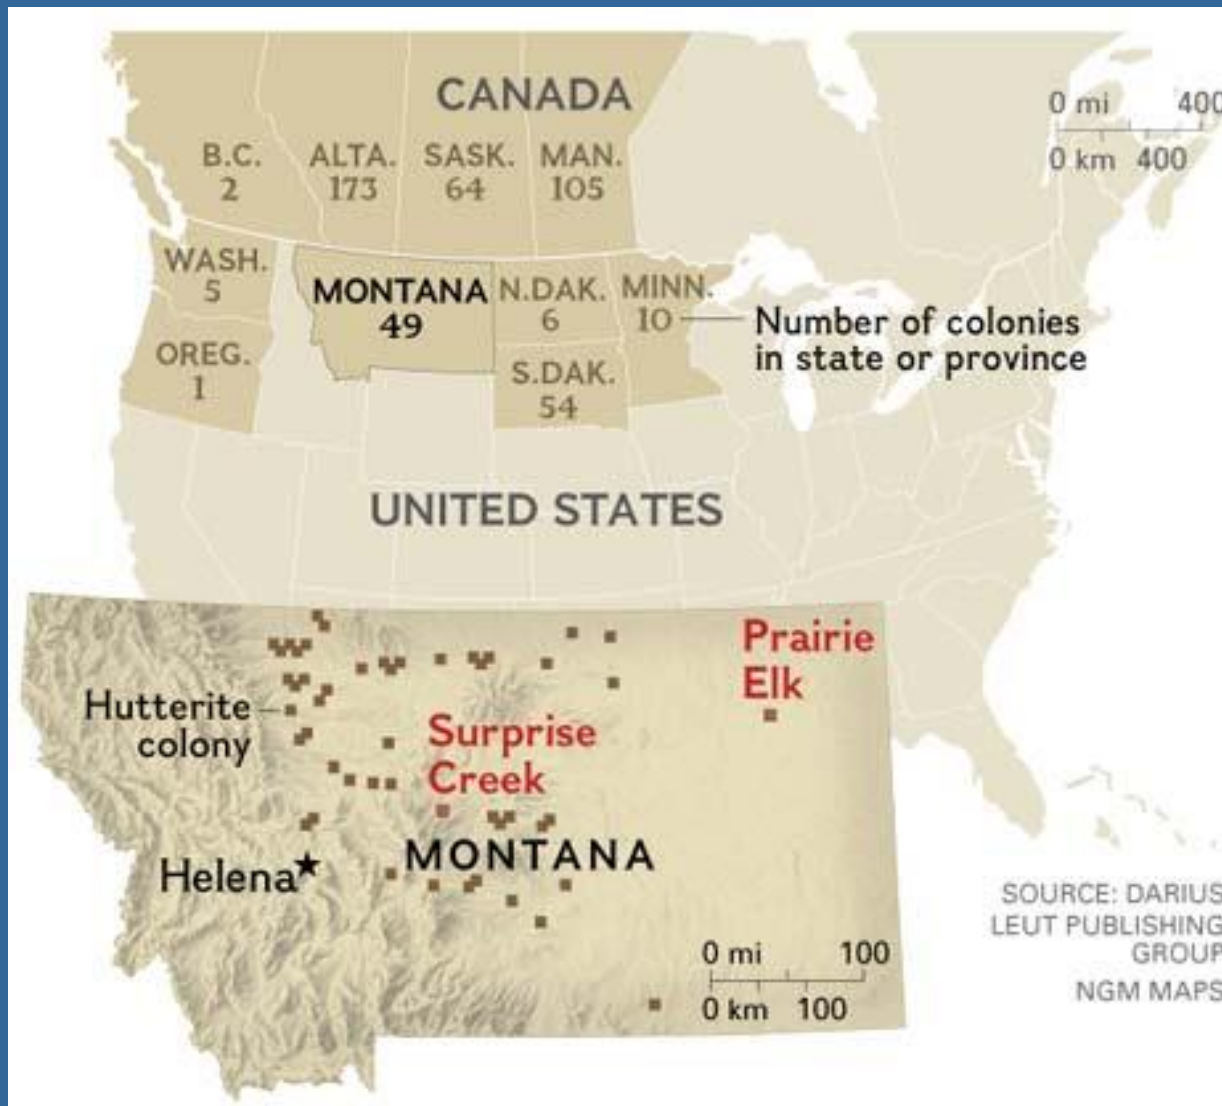 CANADA
0 mi 400
0 km 400
B.C.
2
ALTA.
173
SASK.
64
MAN.
105
WASH.
5
MONTANA
49
N.DAK.
6
MINN.
10
Number of colonies
in state or province
OREG.
1
S.DAK.
54
UNITED STATES
Prairie
Elk
Hutterite
colony
Surprise
Creek
MONTANA
Helena
0 mi 100
0 km 100
SOURCE: DARIUS
LEUT PUBLISHING
GROUP
NGM MAPS